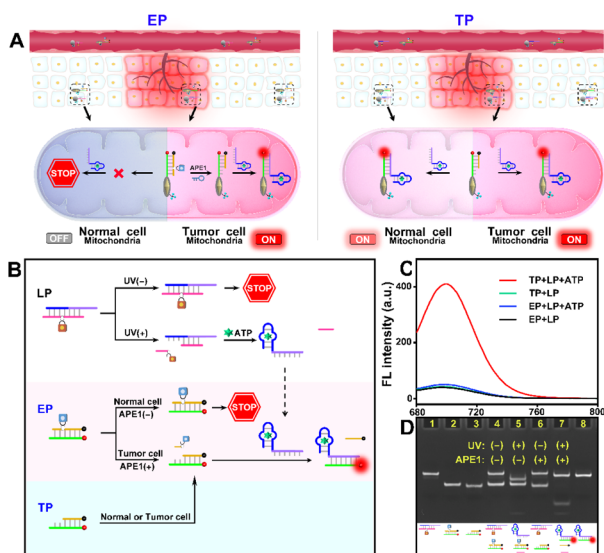 EP
TP
A
STOP
APE1
OFF
Normal cell
Mitochondria
Tumor cell
Mitochondria
ON
ON
Normal cell
Mitochondria
Tumor cell
Mitochondria
ON
B
LP
UV(−)
STOP
UV(+)
ATP
EP
Normal cell
APE1(−)
STOP
Tumor cell
APE1(+)
TP
Normal or Tumor cell
C
FL intensity (a.u.)
400
200
0
TP+LP+ATP
TP+LP
EP+LP+ATP
EP+LP
680
720
760
800
D
1 2 3 4 5 6 7 8
UV: (−) (+) (−) (+)
APE1: (−) (−) (+) (+)